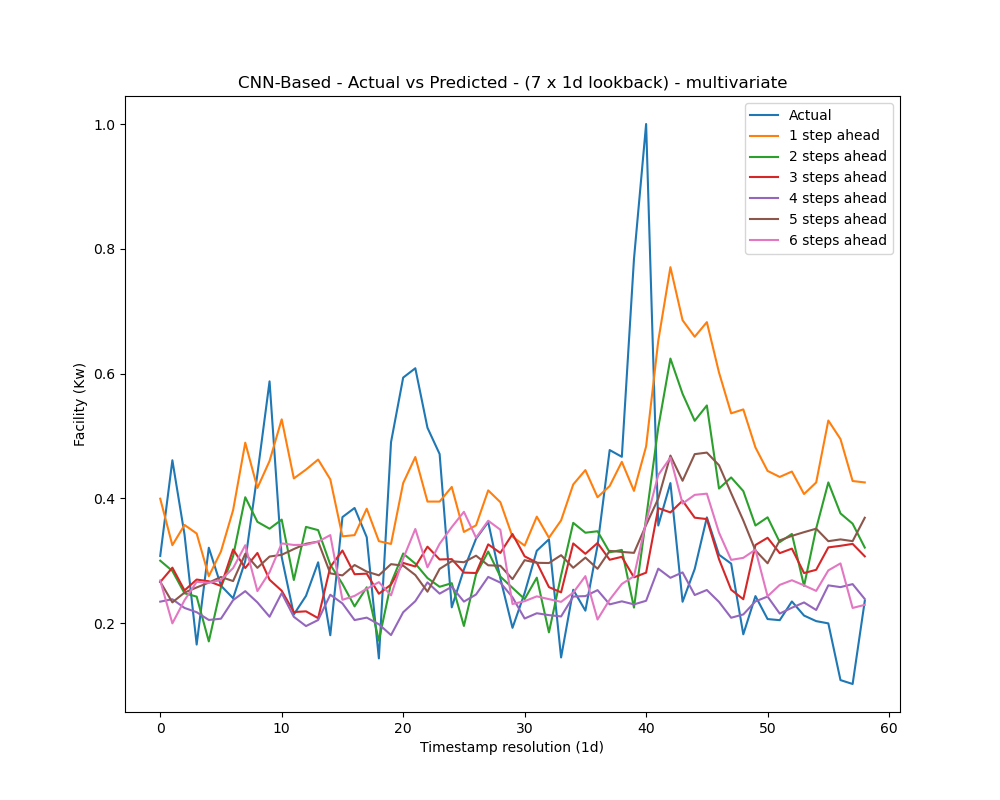 CNN-Based - Actual vs Predicted - (7 x 1d lookback) - multivariate
Actual
1 step ahead
2 steps ahead
3 steps ahead
4 steps ahead
5 steps ahead
6 steps ahead
1.0
0.8
0.6
0.4
0.2
Facility (Kw)
0 10 20 30 40 50 60
Timestamp resolution (1d)